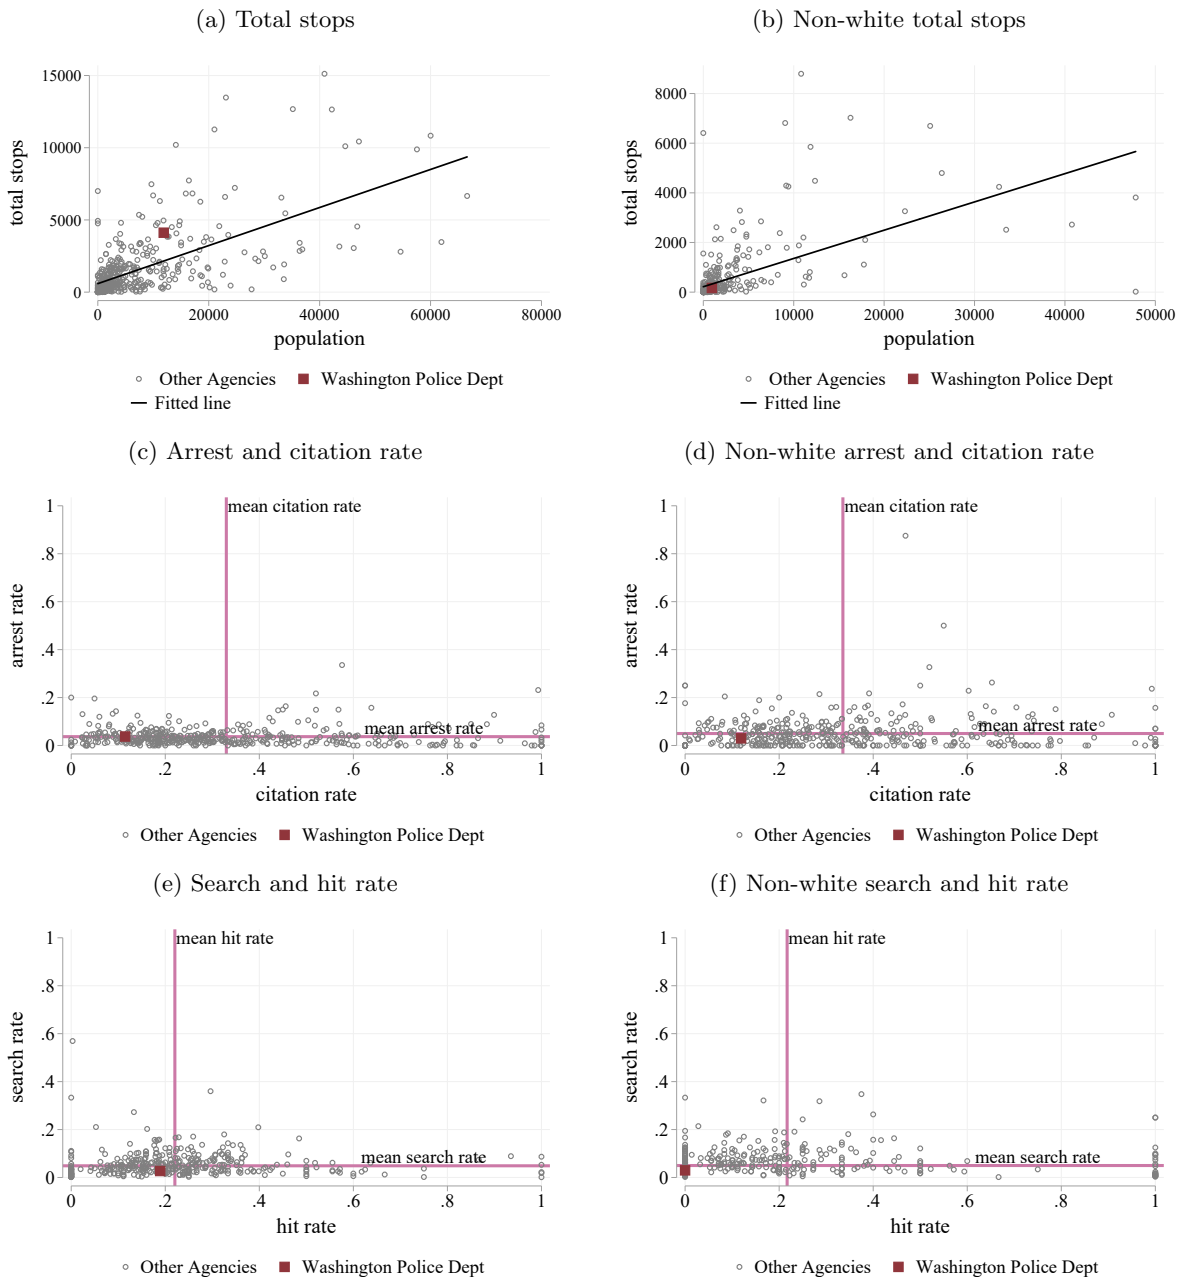 (a) Total stops
(b) Non-white total stops
total stops
15000
10000
5000
0
0 20000 40000 60000 80000
population
Other Agencies Washington Police Dept
Fitted line
total stops
8000
6000
4000
2000
0
0 10000 20000 30000 40000 50000
population
Other Agencies Washington Police Dept
Fitted line
(c) Arrest and citation rate
(d) Non-white arrest and citation rate
arrest rate
1
.8
.6
.4
.2
0
mean citation rate
mean arrest rate
0 .2 .4 .6 .8 1
citation rate
Other Agencies Washington Police Dept
arrest rate
1
.8
.6
.4
.2
0
mean citation rate
mean arrest rate
0 .2 .4 .6 .8 1
citation rate
Other Agencies Washington Police Dept
(e) Search and hit rate
(f) Non-white search and hit rate
search rate
1
.8
.6
.4
.2
0
mean hit rate
mean search rate
0 .2 .4 .6 .8 1
hit rate
Other Agencies Washington Police Dept
search rate
1
.8
.6
.4
.2
0
mean hit rate
mean search rate
0 .2 .4 .6 .8 1
hit rate
Other Agencies Washington Police Dept